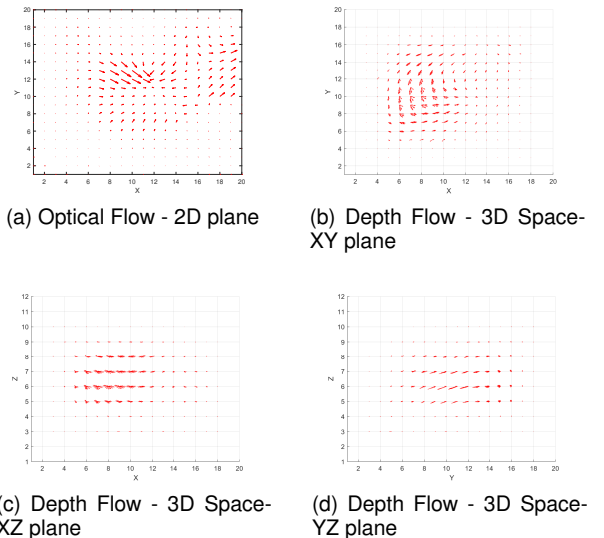 20
18
16
14
12
10
8
6
4
2
Y
2 4 6 8 10 12 14 16 18 20
X
(a) Optical Flow - 2D plane
20
18
16
14
12
10
8
6
4
2
Y
2 4 6 8 10 12 14 16 18 20
X
(b) Depth Flow - 3D Space-
XY plane
12
11
10
9
8
7
6
5
4
3
2
1
Z
2 4 6 8 10 12 14 16 18 20
X
(c) Depth Flow - 3D Space-
XZ plane
12
11
10
9
8
7
6
5
4
3
2
1
Z
2 4 6 8 10 12 14 16 18 20
Y
(d) Depth Flow - 3D Space-
YZ plane